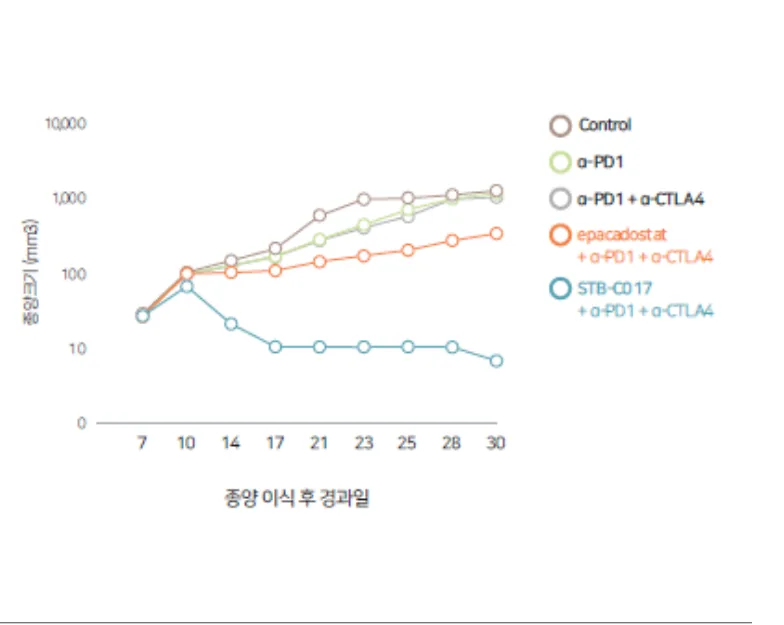 10,000
1,000
100
10
0
종양크기 (mm3)
7 10 14 17 21 23 25 28 30
종양 이식 후 경과일
Control
α-PD1
α-PD1 + α-CTLA4
epacadostat
+ α-PD1 + α-CTLA4
STB-C017
+ α-PD1 + α-CTLA4